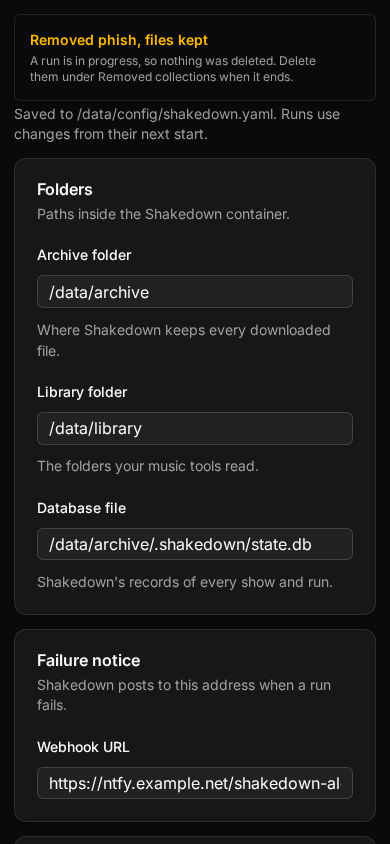 Removed phish, files kept
A run is in progress, so nothing was deleted. Delete
them under Removed collections when it ends.
Saved to /data/config/shakedown.yaml. Runs use
changes from their next start.
Folders
Paths inside the Shakedown container.
Archive folder
/data/archive
Where Shakedown keeps every downloaded
file.
Library folder
/data/library
The folders your music tools read.
Database file
/data/archive/.shakedown/state.db
Shakedown's records of every show and run.
Failure notice
Shakedown posts to this address when a run
fails.
Webhook URL
https://ntfy.example.net/shakedown-al